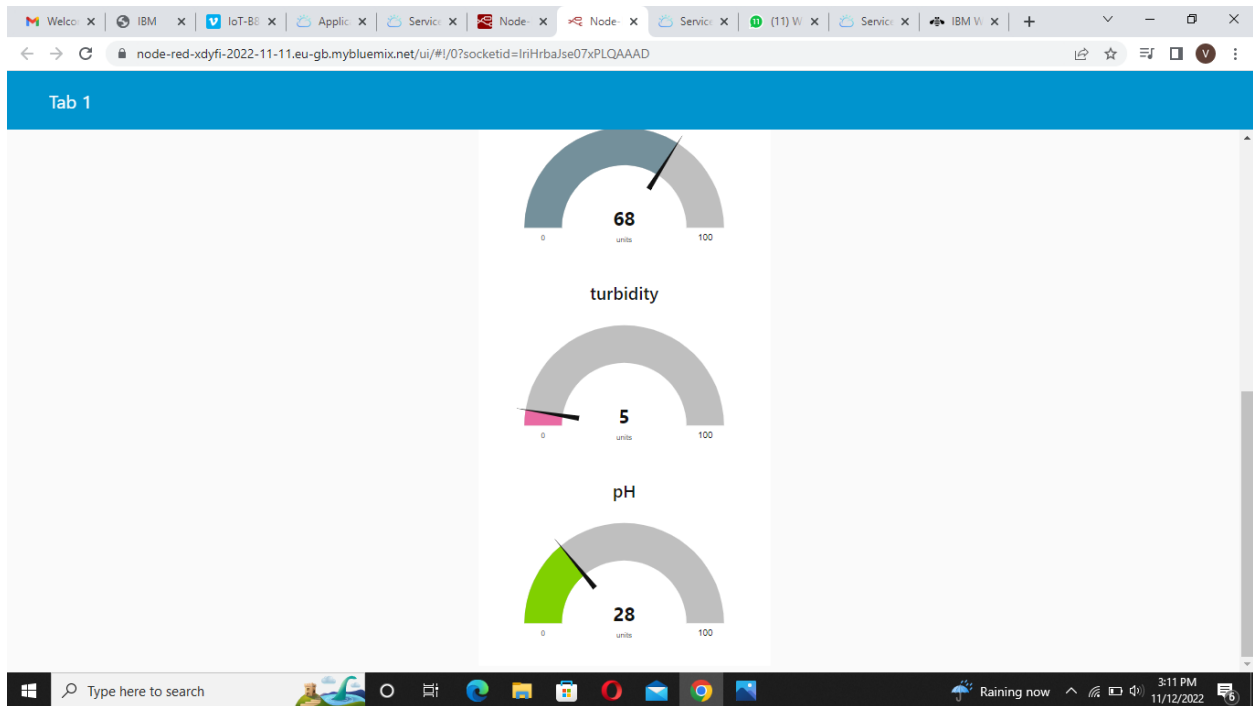 Welco
IBM
IoT-B8
Applic
Service
Node-
Node-
Service
(11) W
Service
IBM W
node-red-xdyfi-2022-11-11.eu-gb.mybluemix.net/ui/#!/0?socketid=IriHrbaJse07xPLQAAAD
V
Tab 1
68
0 units 100
turbidity
5
0 units 100
pH
28
0 units 100
Type here to search
Raining now
3:11 PM
11/12/2022
6